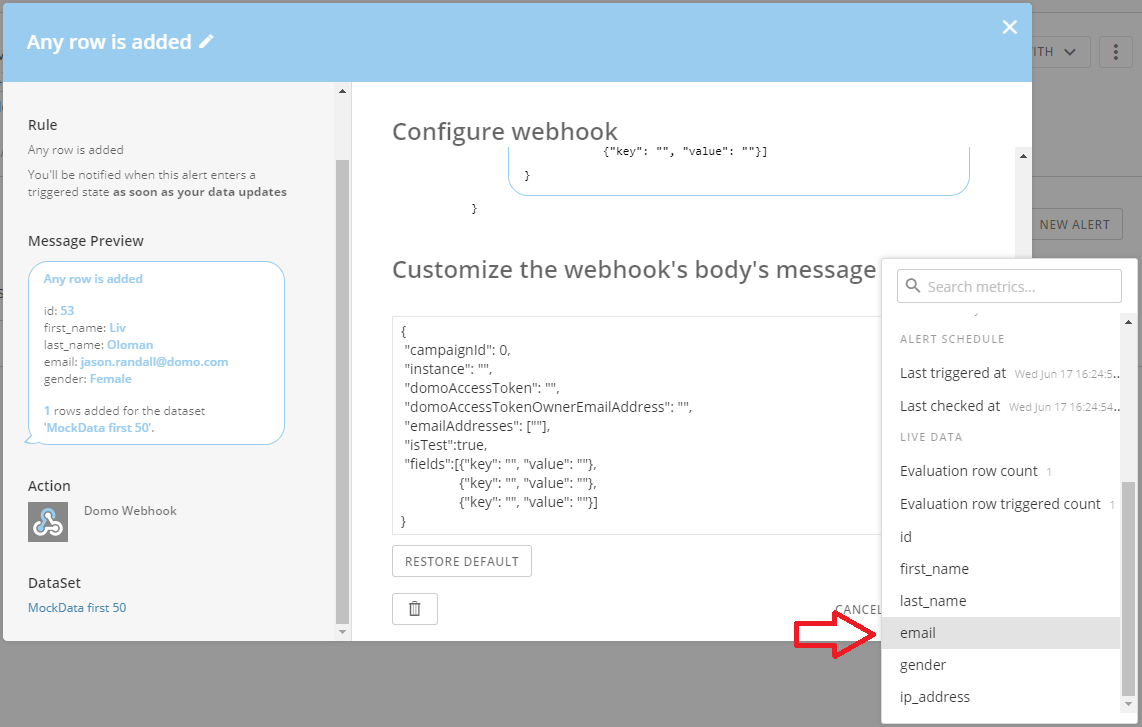 Any row is added
ITH
Rule
Any row is added
You'll be notified when this alert enters a
triggered state as soon as your data updates
Message Preview
Any row is added
id: 53
first_name: Liv
last_name: Oloman
email: jason.randall@domo.com
gender: Female
1 rows added for the dataset
'MockData first 50'.
Action
Domo Webhook
DataSet
MockData first 50
Configure webhook
{"key": "", "value": ""}]
}
}
NEW ALERT
Customize the webhook's body's message
{
"campaignId": 0,
"instance": "",
"domoAccessToken": "",
"domoAccessTokenOwnerEmailAddress": "",
"emailAddresses": [""],
"isTest":true,
"fields":[{"key": "", "value": ""},
{"key": "", "value": ""},
{"key": "", "value": ""}]
}
RESTORE DEFAULT
CANCEL
Search metrics...
ALERT SCHEDULE
Last triggered at Wed Jun 17 16:24:5...
Last checked at Wed Jun 17 16:24:54...
LIVE DATA
Evaluation row count 1
Evaluation row triggered count 1
id
first_name
last_name
email
gender
ip_address